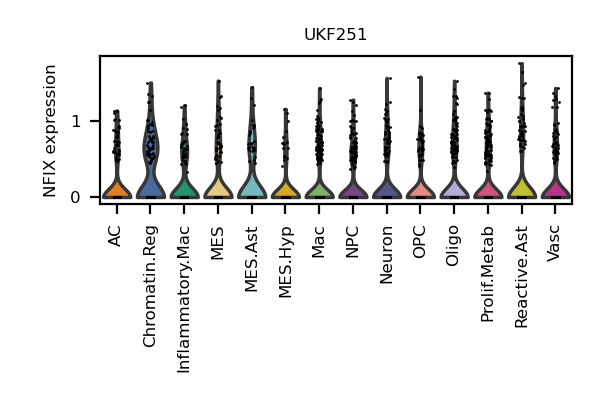 UKF251
NFIX expression
1
0
AC
Chromatin.Reg
Inflammatory.Mac
MES
MES.Ast
MES.Hyp
Mac
NPC
Neuron
OPC
Oligo
Prolif.Metab
Reactive.Ast
Vasc